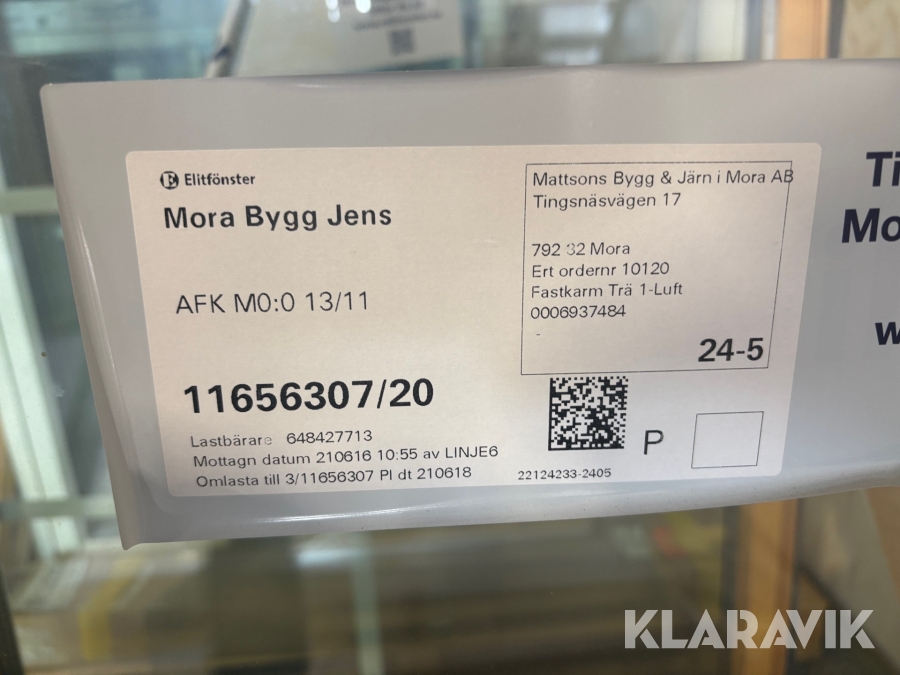 Elitfönster
Mora Bygg Jens
AFK M0:0 13/11
11656307/20
Lastbärare 648427713
Mottagn datum 210616 10:55 av LINJE6
Omlasta till 3/11656307 Pl dt 210618
Mattsons Bygg & Järn i Mora AB
Tingsnäsvägen 17
792 32 Mora
Ert ordernr 10120
Fastkarm Trä 1-Luft
0006937484
-
24-5
P
22124233-2405
Ti
Mo
w
KLARAVIK